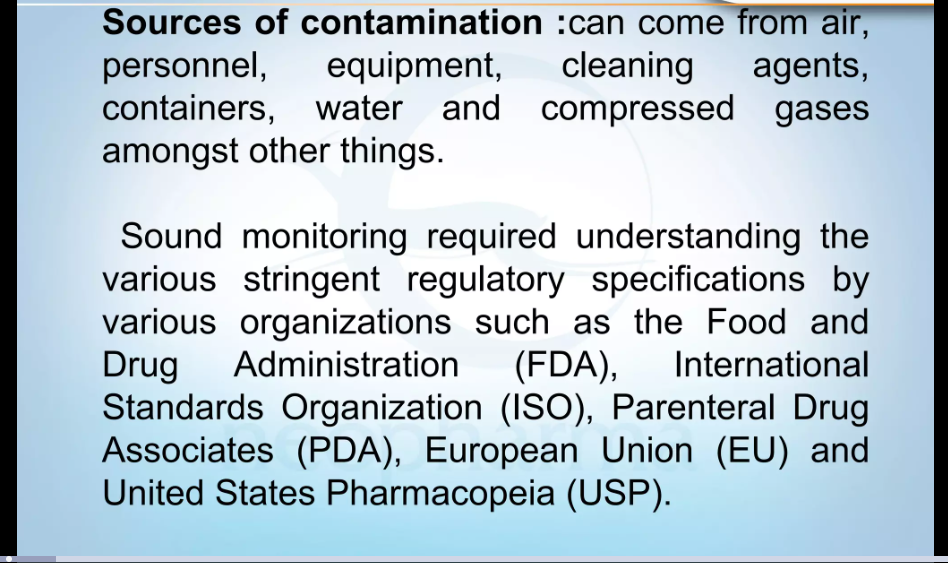 Sources of contamination :can come from air,
personnel, equipment, cleaning agents,
containers, water and compressed gases
amongst other things.
Sound monitoring required understanding the
various stringent regulatory specifications by
various organizations such as the Food and
Drug Administration (FDA), International
Standards Organization (ISO), Parenteral Drug
Associates (PDA), European Union (EU) and
United States Pharmacopeia (USP).
neopharma